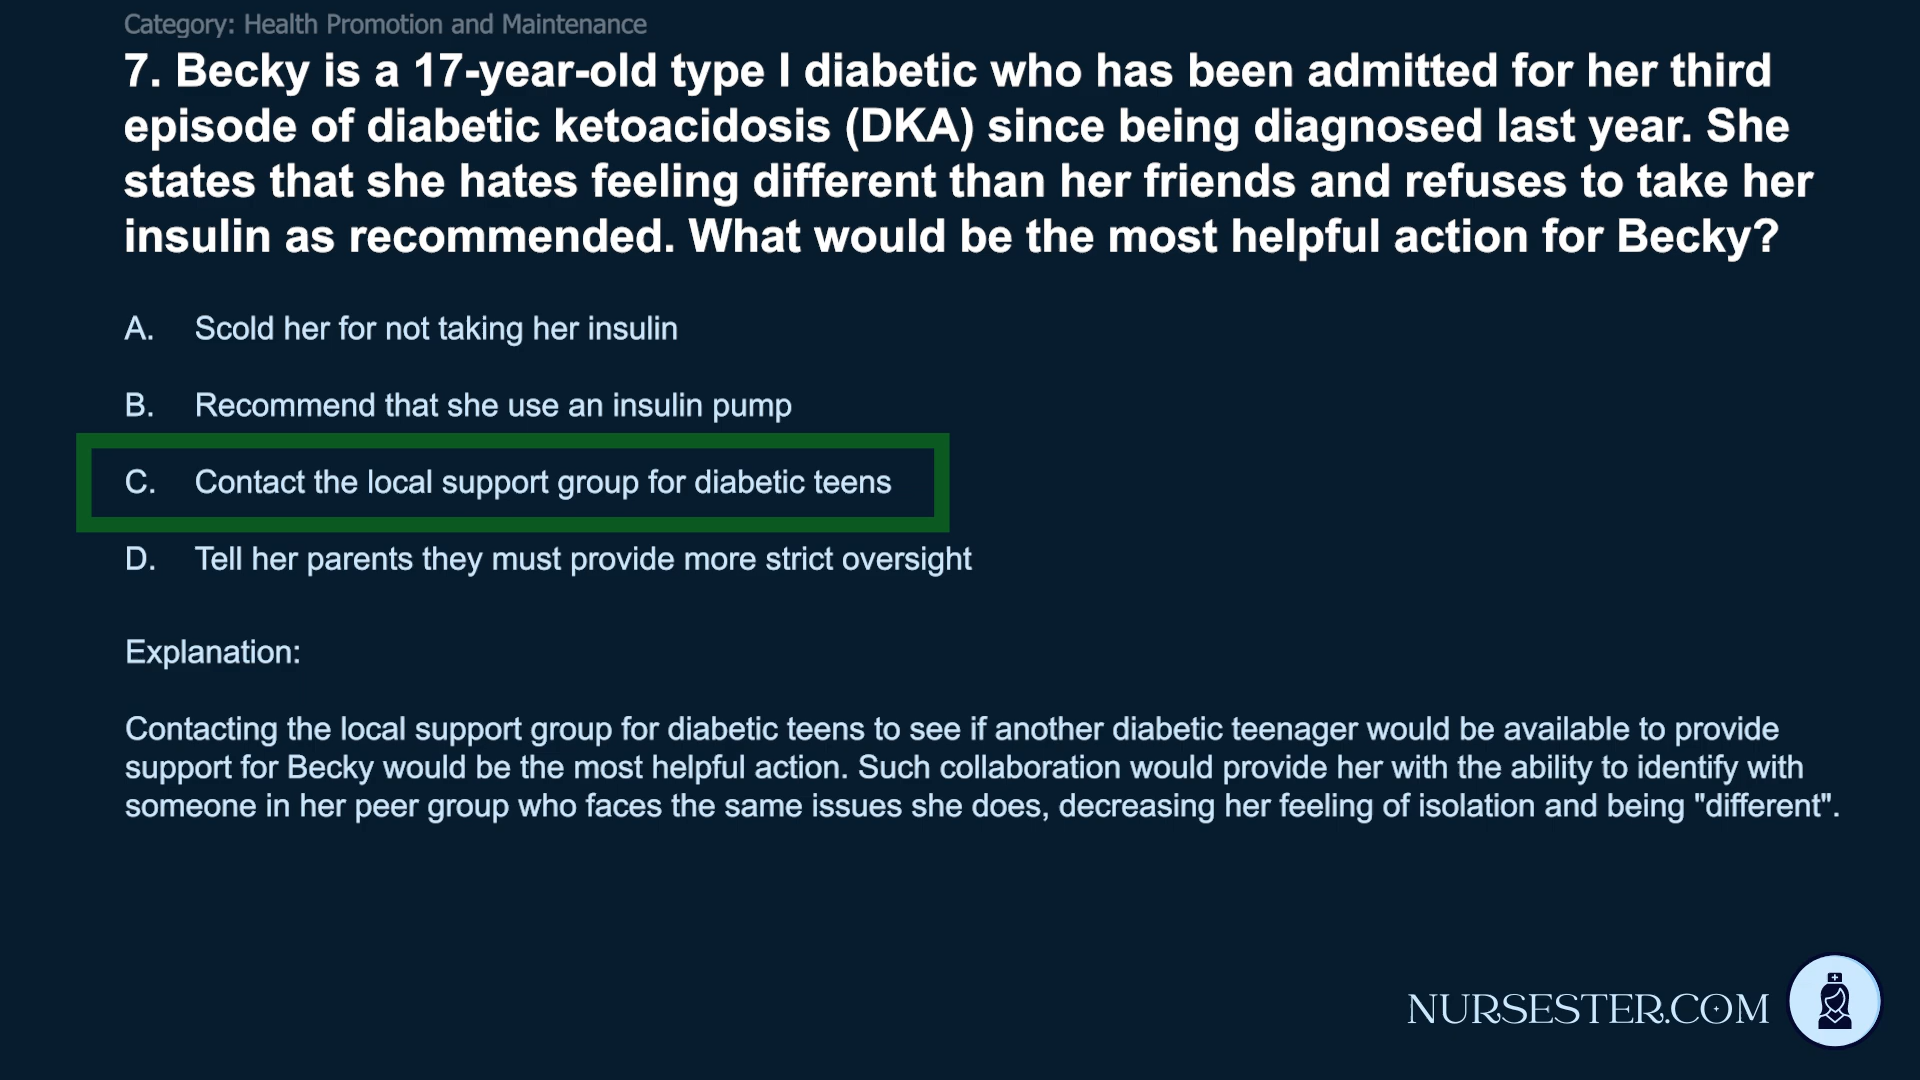 Category: Health Promotion and Maintenance
7. Becky is a 17-year-old type I diabetic who has been admitted for her third
episode of diabetic ketoacidosis (DKA) since being diagnosed last year. She
states that she hates feeling different than her friends and refuses to take her
insulin as recommended. What would be the most helpful action for Becky?
A. Scold her for not taking her insulin
B. Recommend that she use an insulin pump
C. Contact the local support group for diabetic teens
D. Tell her parents they must provide more strict oversight
Explanation:
Contacting the local support group for diabetic teens to see if another diabetic teenager would be available to provide
support for Becky would be the most helpful action. Such collaboration would provide her with the ability to identify with
someone in her peer group who faces the same issues she does, decreasing her feeling of isolation and being "different".
NURSESTER.COM